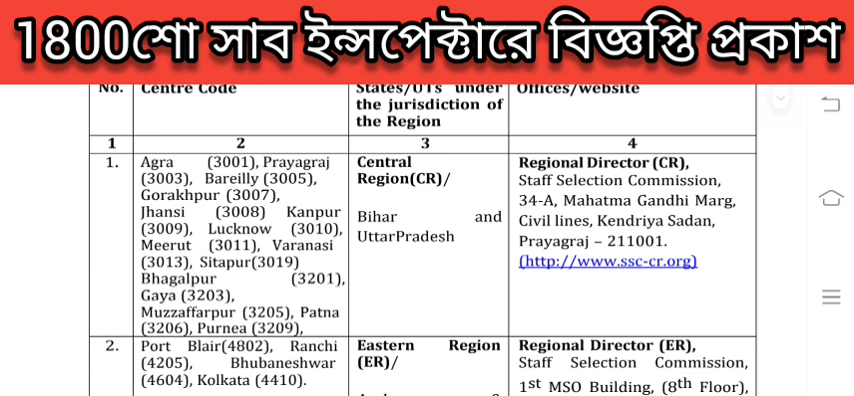 1800শো সাব ইন্সপেক্টারে বিজ্ঞপ্তি প্রকাশ
No. Centre Code States/UTs under Offices/website
the jurisdiction of
the Region
1 2 3 4
1. Agra (3001), Prayagraj Central Regional Director (CR),
(3003), Bareilly (3005), Region(CR)/ Staff Selection Commission,
Gorakhpur (3007), 34-A, Mahatma Gandhi Marg,
Jhansi (3008) Kanpur Bihar and Civil lines, Kendriya Sadan,
(3009), Lucknow (3010), UttarPradesh Prayagraj – 211001.
Meerut (3011), Varanasi
(3013), Sitapur(3019) (http://www.ssc-cr.org)
Bhagalpur (3201),
Gaya (3203),
Muzzaffarpur (3205), Patna
(3206), Purnea (3209),
2. Port Blair(4802), Ranchi Eastern Region Regional Director (ER),
(4205), Bhubaneshwar (ER)/ Staff Selection Commission,
(4604), Kolkata (4410). 1st MSO Building, (8th Floor),